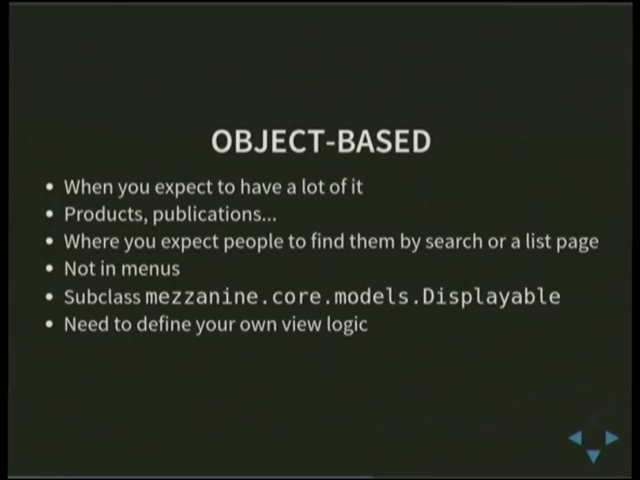 OBJECT-BASED
• When you expect to have a lot of it
• Products, publications...
• Where you expect people to find them by search or a list page
• Not in menus
• Subclass mezzanine.core.models.Displayable
• Need to define your own view logic